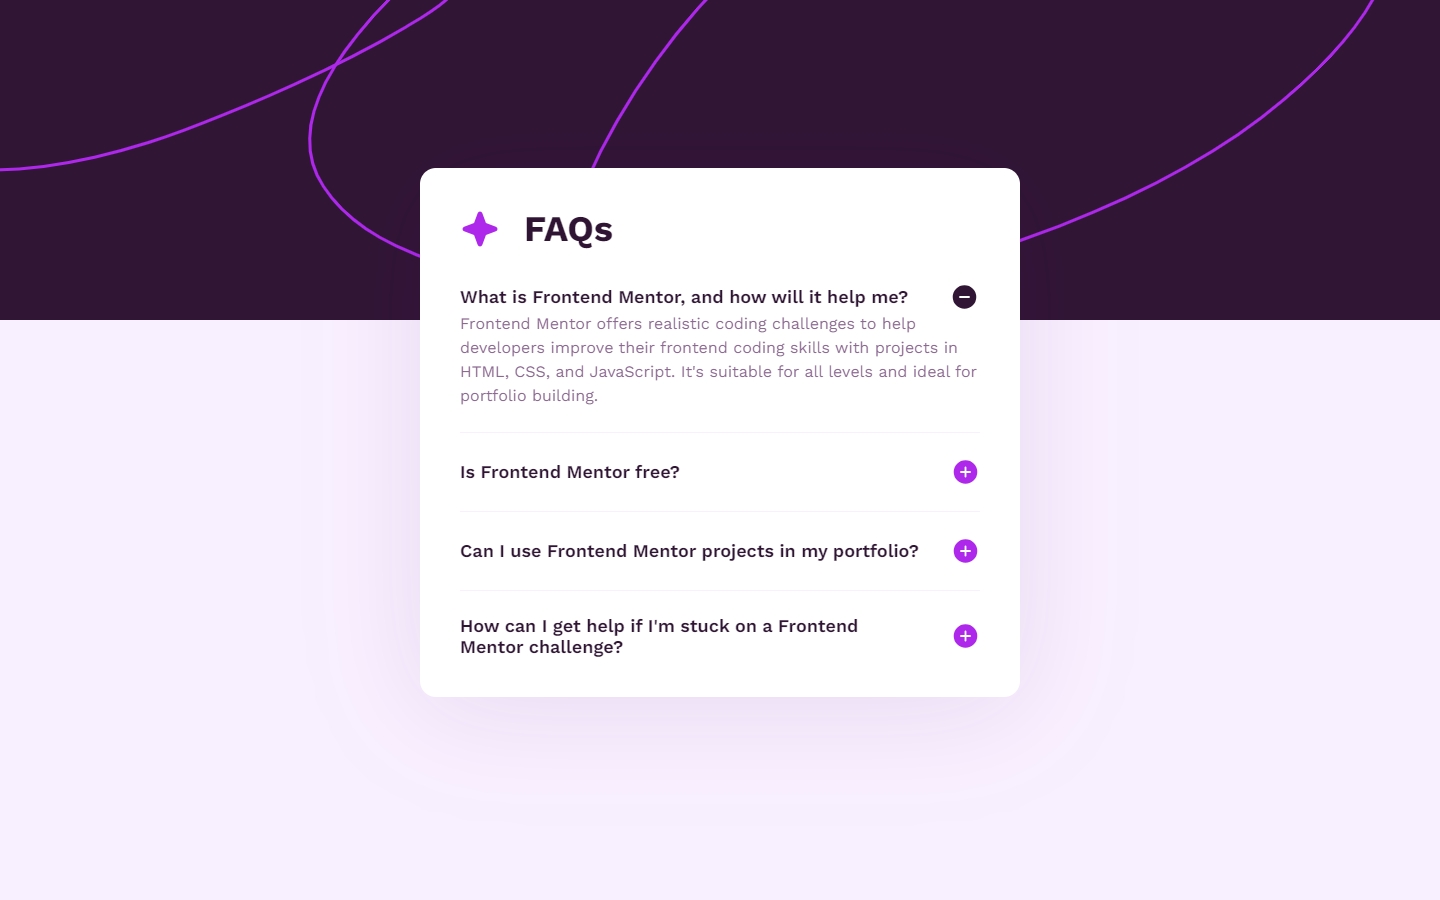 FAQs
What is Frontend Mentor, and how will it help me?
Frontend Mentor offers realistic coding challenges to help
developers improve their frontend coding skills with projects in
HTML, CSS, and JavaScript. It's suitable for all levels and ideal for
portfolio building.
Is Frontend Mentor free?
Can I use Frontend Mentor projects in my portfolio?
How can I get help if I'm stuck on a Frontend
Mentor challenge?